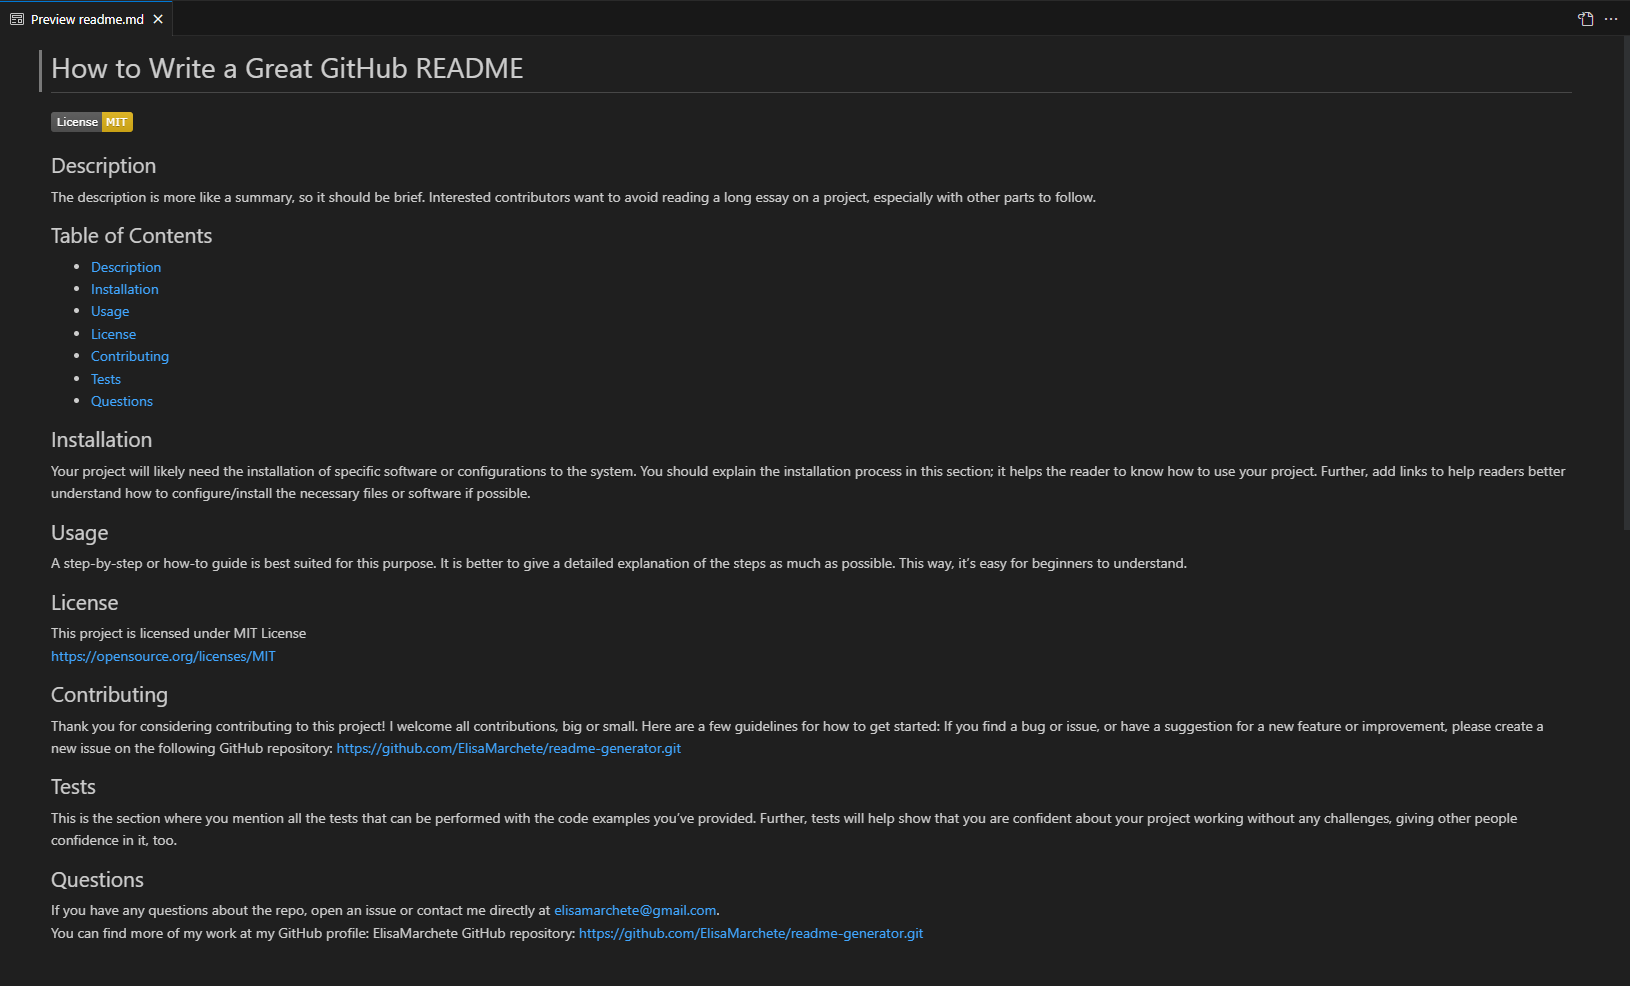 Preview readme.md
How to Write a Great GitHub README
License MIT
Description
The description is more like a summary, so it should be brief. Interested contributors want to avoid reading a long essay on a project, especially with other parts to follow.
Table of Contents
Description
Installation
Usage
License
Contributing
Tests
Questions
Installation
Your project will likely need the installation of specific software or configurations to the system. You should explain the installation process in this section; it helps the reader to know how to use your project. Further, add links to help readers better
understand how to configure/install the necessary files or software if possible.
Usage
A step-by-step or how-to guide is best suited for this purpose. It is better to give a detailed explanation of the steps as much as possible. This way, it’s easy for beginners to understand.
License
This project is licensed under MIT License
https://opensource.org/licenses/MIT
Contributing
Thank you for considering contributing to this project! I welcome all contributions, big or small. Here are a few guidelines for how to get started: If you find a bug or issue, or have a suggestion for a new feature or improvement, please create a
new issue on the following GitHub repository: https://github.com/ElisaMarchete/readme-generator.git
Tests
This is the section where you mention all the tests that can be performed with the code examples you’ve provided. Further, tests will help show that you are confident about your project working without any challenges, giving other people
confidence in it, too.
Questions
If you have any questions about the repo, open an issue or contact me directly at elisamarchete@gmail.com.
You can find more of my work at my GitHub profile: ElisaMarchete GitHub repository: https://github.com/ElisaMarchete/readme-generator.git